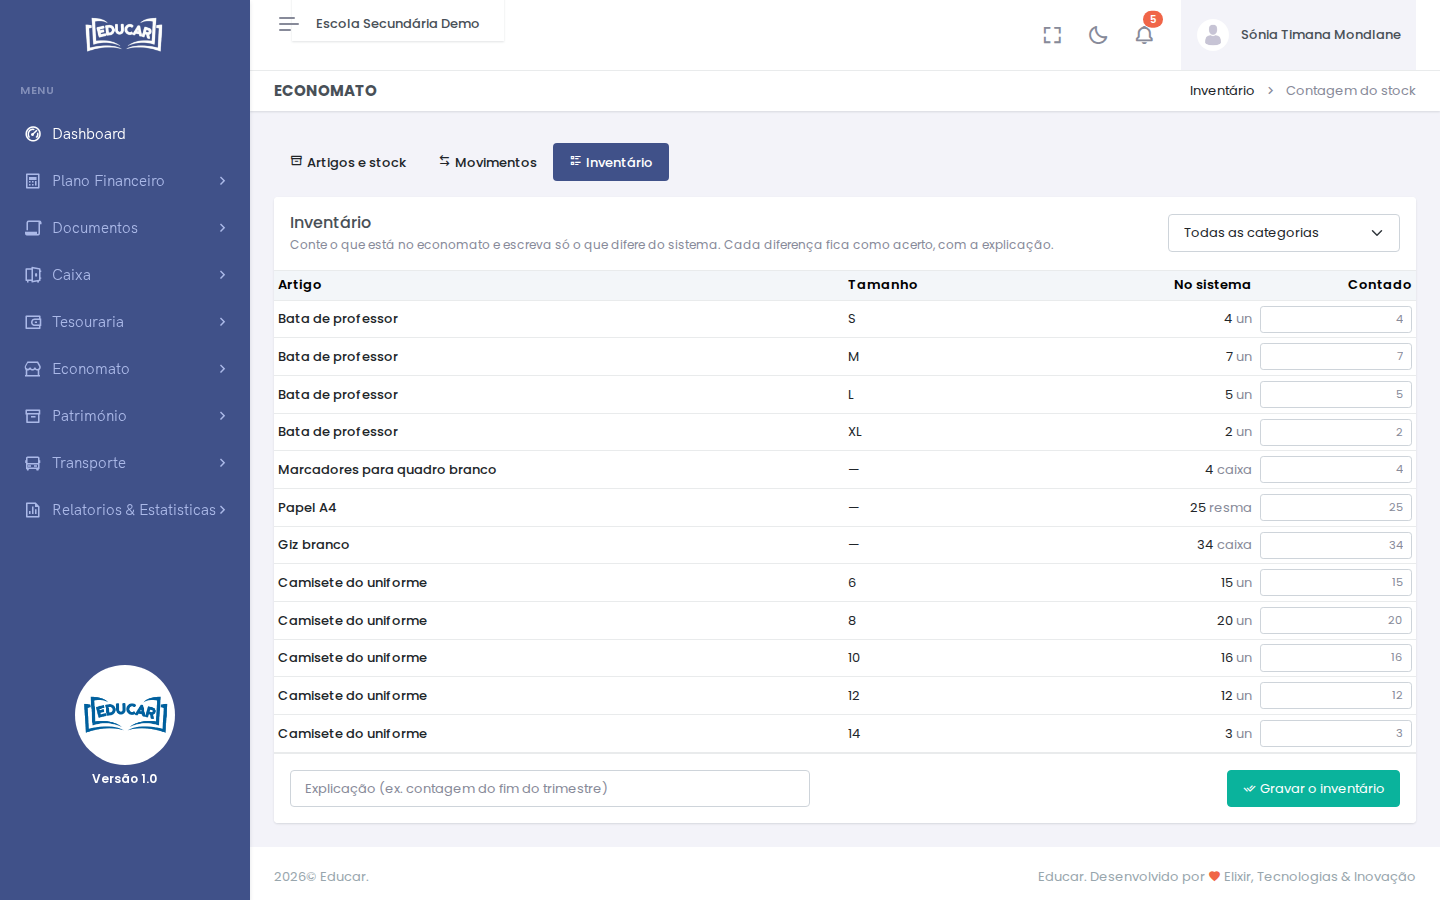 EDUCAR
Escola Secundária Demo
5
Sónia Timana Mondlane
MENU
Dashboard
Plano Financeiro
Documentos
Caixa
Tesouraria
Economato
Património
Transporte
Relatorios & Estatisticas
EDUCAR
Versão 1.0
ECONOMATO
Inventário > Contagem do stock
Artigos e stock Movimentos Inventário
Inventário
Conte o que está no economato e escreva só o que difere do sistema. Cada diferença fica como acerto, com a explicação.
Todas as categorias
Artigo Tamanho No sistema Contado
Bata de professor S 4 un 4
Bata de professor M 7 un 7
Bata de professor L 5 un 5
Bata de professor XL 2 un 2
Marcadores para quadro branco — 4 caixa 4
Papel A4 — 25 resma 25
Giz branco — 34 caixa 34
Camisete do uniforme 6 15 un 15
Camisete do uniforme 8 20 un 20
Camisete do uniforme 10 16 un 16
Camisete do uniforme 12 12 un 12
Camisete do uniforme 14 3 un 3
Explicação (ex. contagem do fim do trimestre)
Gravar o inventário
2026© Educar.
Educar. Desenvolvido por Elixir, Tecnologias & Inovação